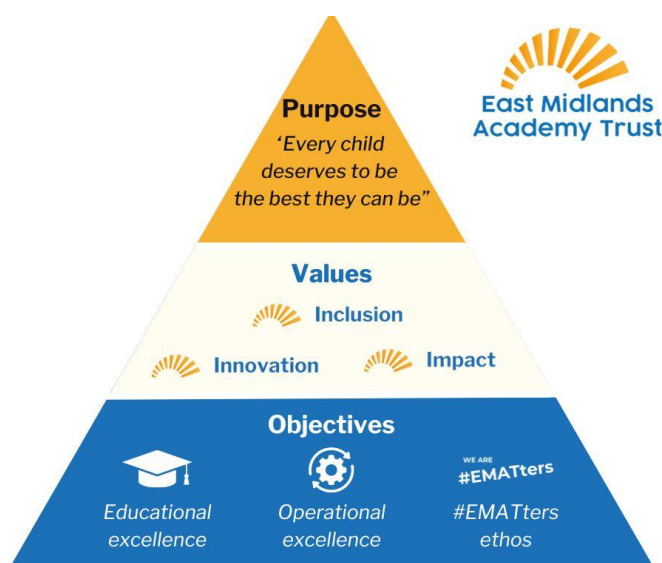 East Midlands
Academy Trust
Purpose
‘Every child
deserves to be
the best they can be”
Values
Inclusion
Innovation
Impact
Objectives
WE ARE
#EMATters
Educational
excellence
Operational
excellence
#EMATters
ethos